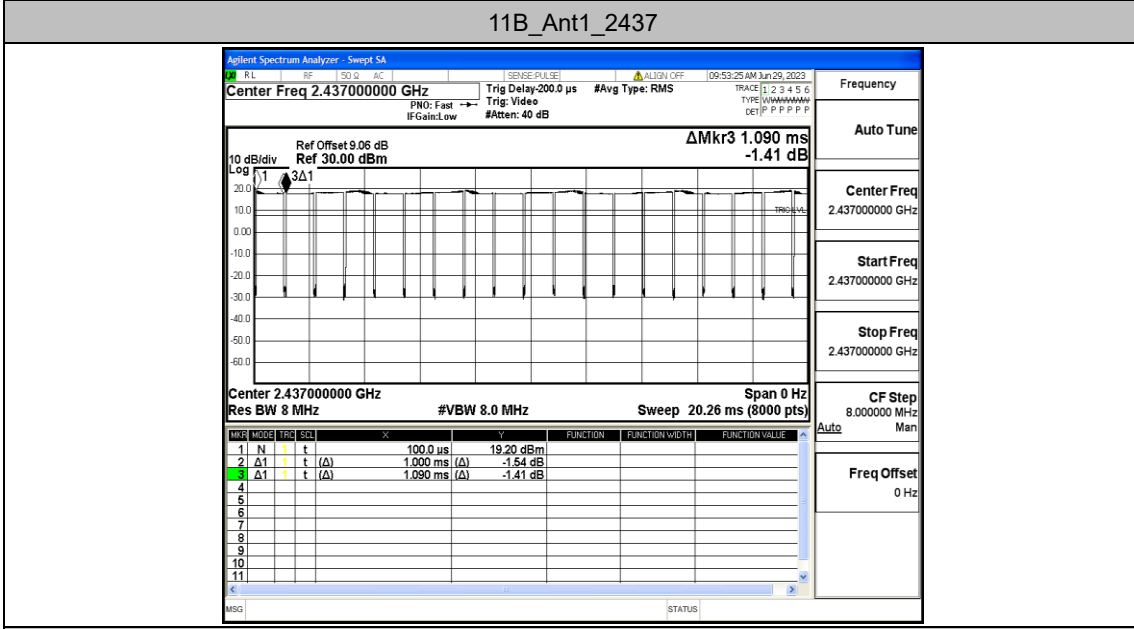 11B_Ant1_2437
Agilent Spectrum Analyzer - Swept SA
RL RF 50 Ω AC SENSE:PULSE ALIGN OFF 09:53:25 AM Jun 29, 2023
Center Freq 2.437000000 GHz
PNO: Fast
IFGain:Low
Trig Delay-200.0 µs
Trig: Video
#Atten: 40 dB
#Avg Type: RMS
TRACE 1 2 3 4 5 6
TYPE
DET P P P P P P
ΔMkr3 1.090 ms
-1.41 dB
Ref Offset 9.06 dB
10 dB/div Ref 30.00 dBm
Log
1
3Δ1
20.0
10.0
0.00
-10.0
-20.0
-30.0
-40.0
-50.0
-60.0
TRIG LVL
Center 2.437000000 GHz Span 0 Hz
Res BW 8 MHz #VBW 8.0 MHz Sweep 20.26 ms (8000 pts)
MKR MODE TRC SCL X Y FUNCTION FUNCTION WIDTH FUNCTION VALUE
1 N 1 t 100.0 µs 19.20 dBm
2 Δ1 1 t (Δ) 1.000 ms (Δ) -1.54 dB
3 Δ1 1 t (Δ) 1.090 ms (Δ) -1.41 dB
4
5
6
7
8
9
10
11
MSG STATUS
Frequency
Auto Tune
Center Freq
2.437000000 GHz
Start Freq
2.437000000 GHz
Stop Freq
2.437000000 GHz
CF Step
8.000000 MHz
Auto Man
Freq Offset
0 Hz